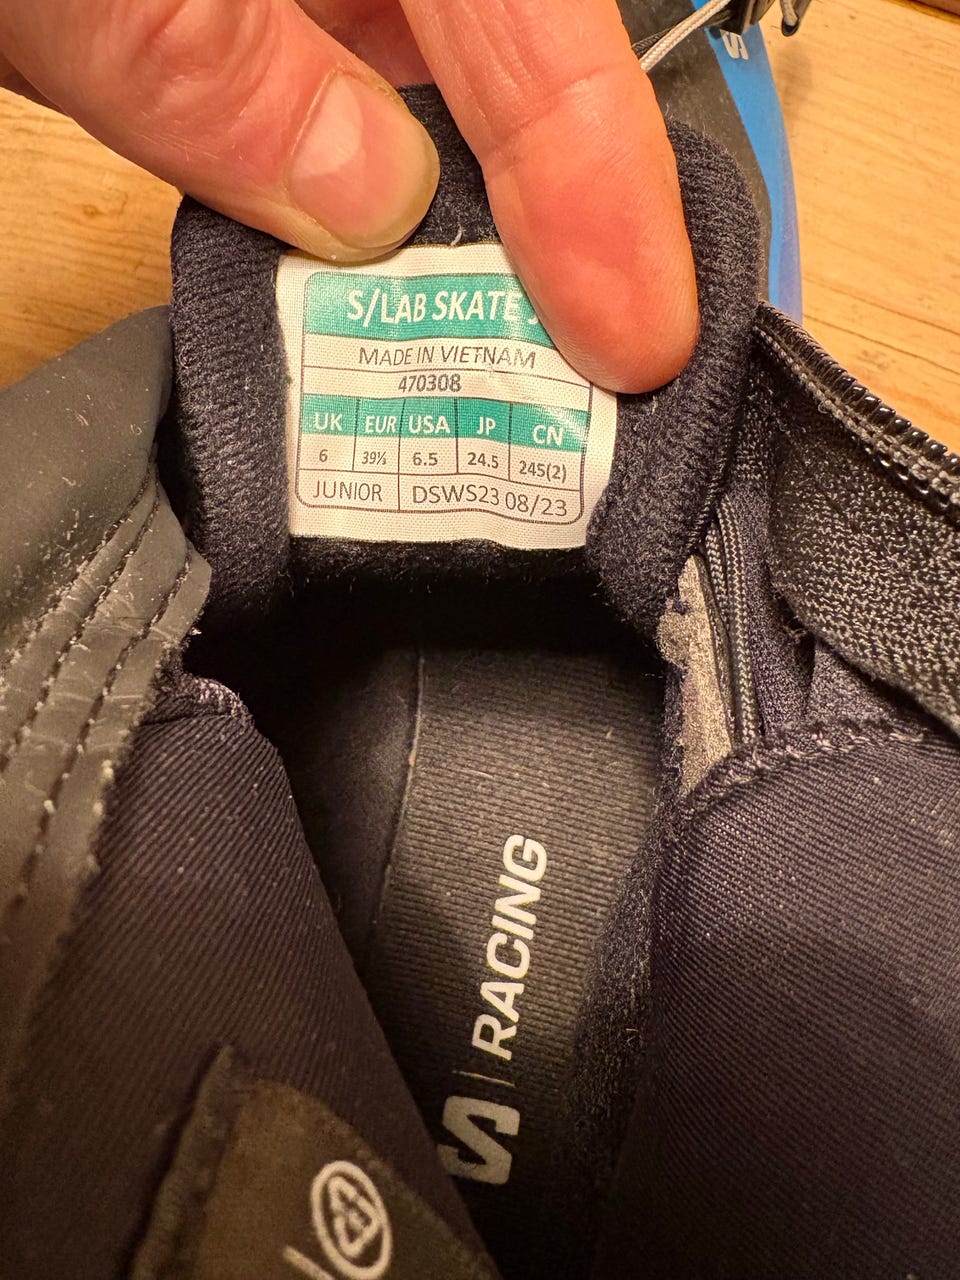 S/LAB SKATE J
MADE IN VIETNAM
470308
UK EUR USA JP CN
6 39⅓ 6.5 24.5 245(2)
JUNIOR DSWS23 08/23
S | RACING
S